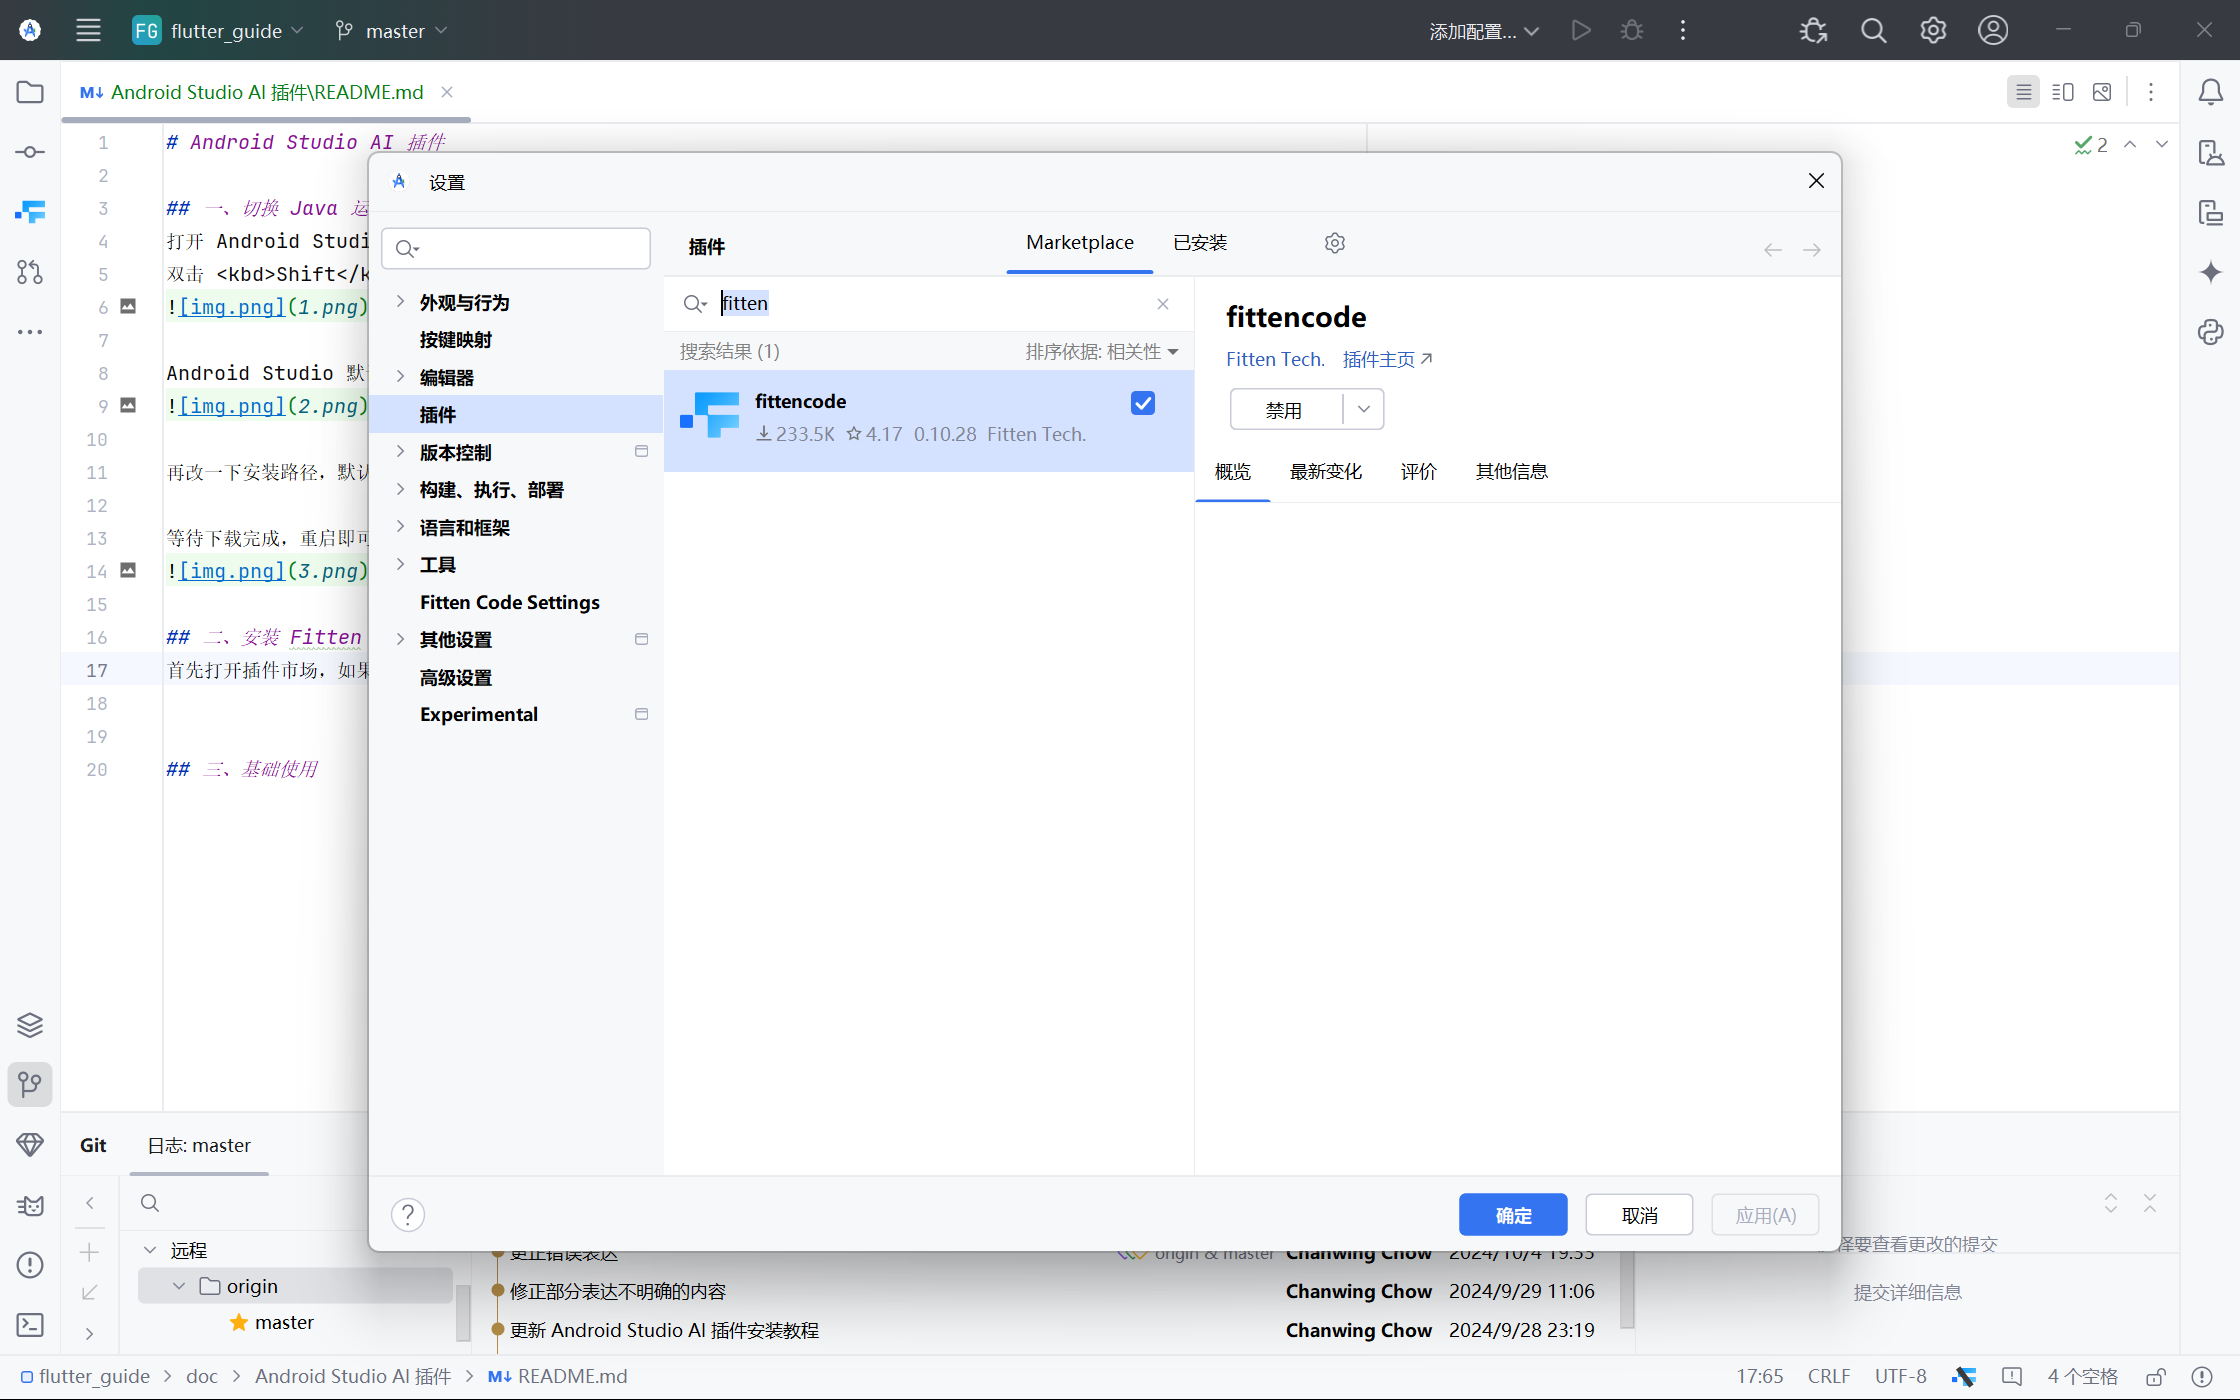 FG flutter_guide master 添加配置...
M↓ Android Studio AI 插件\README.md
1 # Android Studio AI 插件
2
3 ## 一、切换 Java 运
4 打开 Android Studi
5 双击 <kbd>Shift</k
6 ![img.png](1.png)
7
8 Android Studio 默
9 ![img.png](2.png)
10
11 再改一下安装路径，默认
12
13 等待下载完成，重启即可
14 ![img.png](3.png)
15
16 ## 二、安装 Fitten
17 首先打开插件市场，如果
18
19
20 ## 三、基础使用
2
设置
外观与行为
按键映射
编辑器
插件
版本控制
构建、执行、部署
语言和框架
工具
Fitten Code Settings
其他设置
高级设置
Experimental
插件 Marketplace 已安装
fitten
搜索结果 (1) 排序依据: 相关性
fittencode
233.5K 4.17 0.10.28 Fitten Tech.
fittencode
Fitten Tech. 插件主页
禁用
概览 最新变化 评价 其他信息
? 确定 取消 应用(A)
Git 日志: master
远程
origin
master
更正错误表达 origin & master Chanwing Chow 2024/10/4 19:55
修正部分表达不明确的内容 Chanwing Chow 2024/9/29 11:06
更新 Android Studio AI 插件安装教程 Chanwing Chow 2024/9/28 23:19
择要查看更改的提交
提交详细信息
flutter_guide > doc > Android Studio AI 插件 > M↓ README.md
17:65 CRLF UTF-8 4 个空格